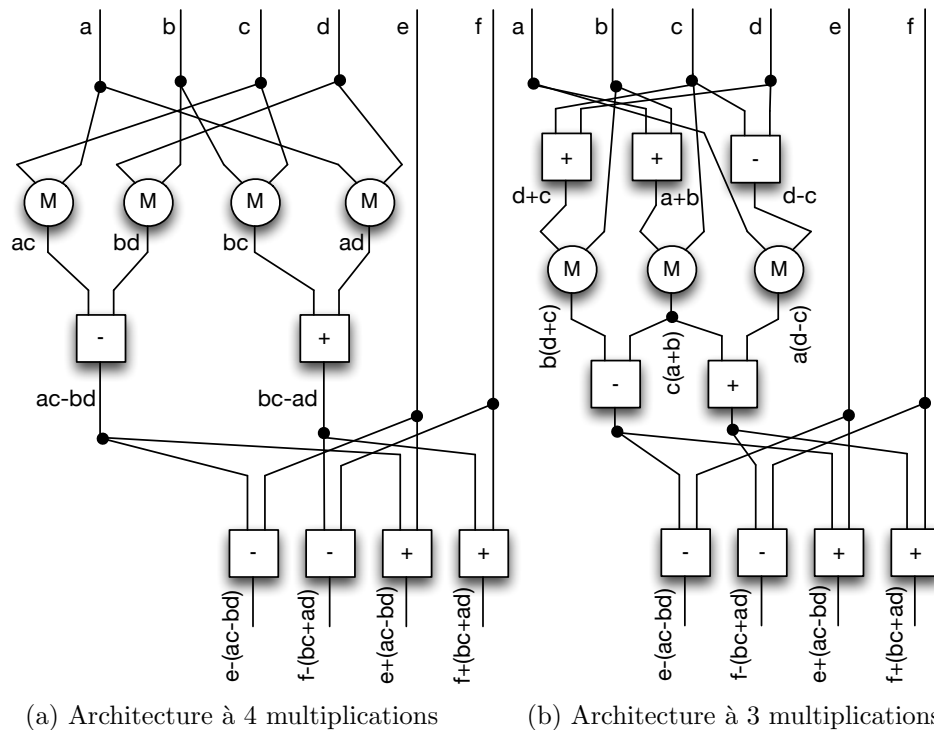 a b c d e f
M M M M
ac bd bc ad
- +
ac-bd bc-ad
- - + +
e-(ac-bd) f-(bc+ad) e+(ac-bd) f+(bc+ad)
(a) Architecture à 4 multiplications
a b c d e f
+ + -
d+c a+b d-c
M M M
b(d+c) c(a+b) a(d-c)
- +
- - + +
e-(ac-bd) f-(bc+ad) e+(ac-bd) f+(bc+ad)
(b) Architecture à 3 multiplications